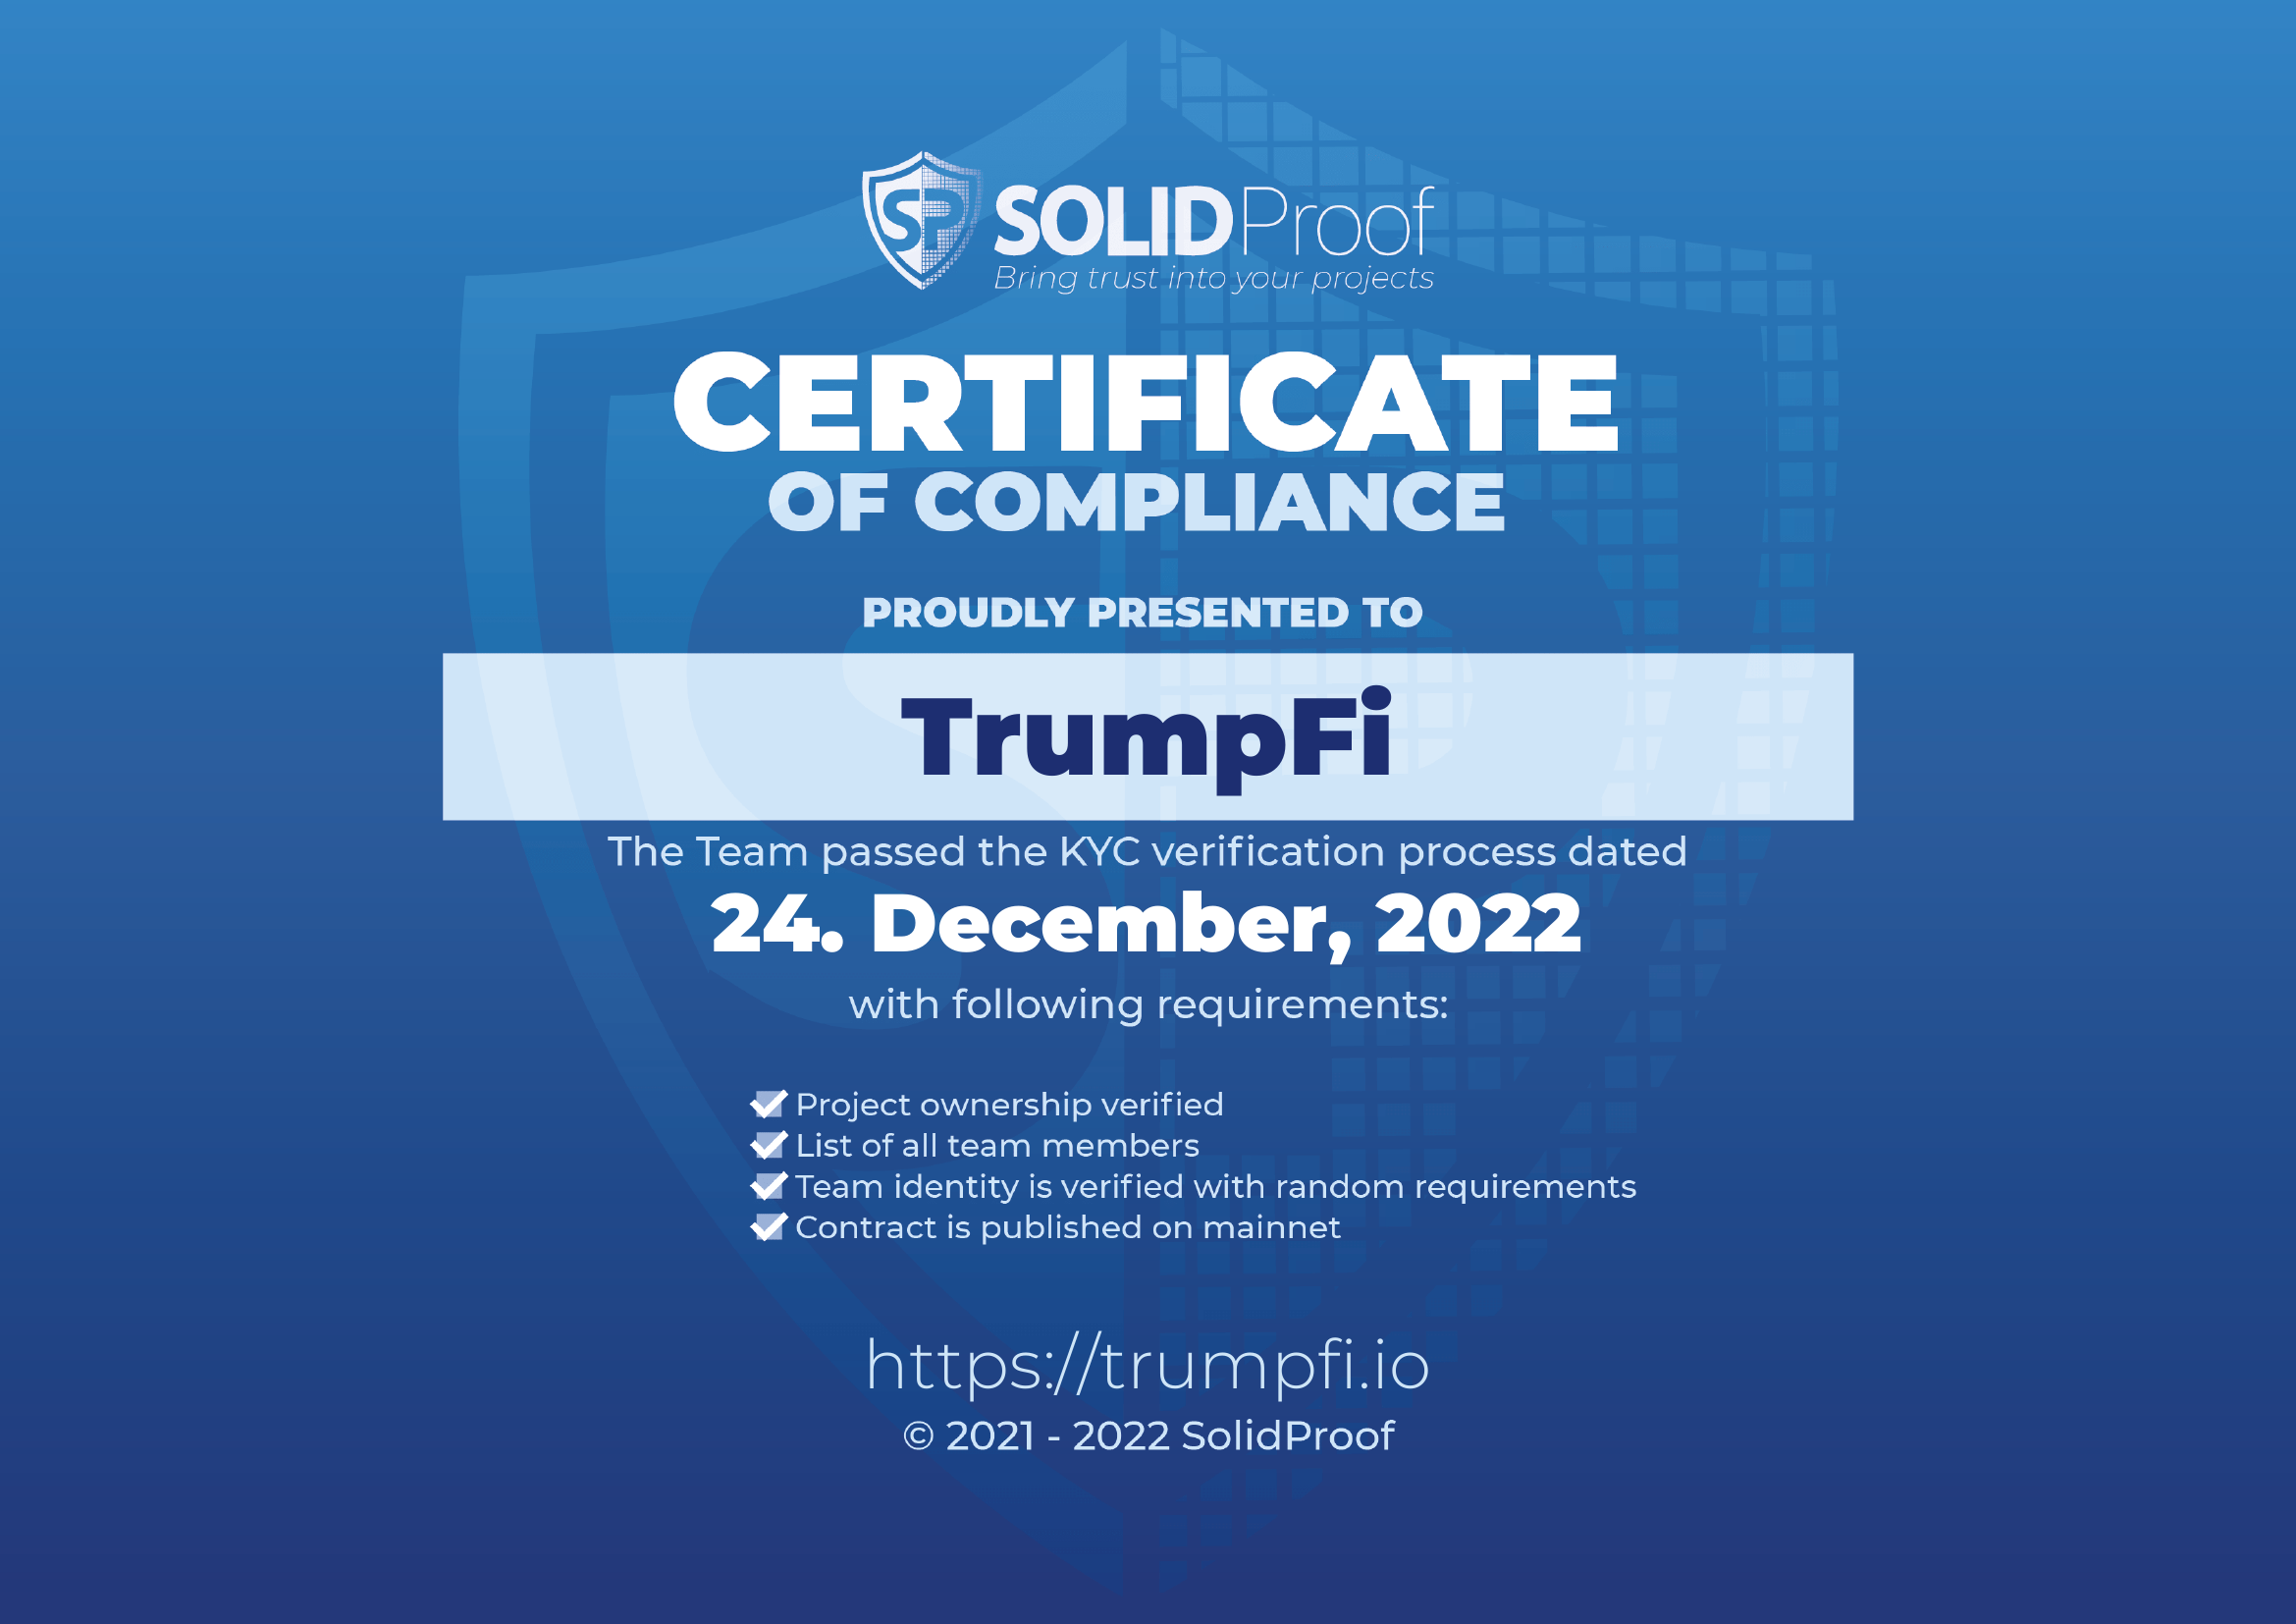 SP SOLIDProof
Bring trust into your projects
CERTIFICATE
OF COMPLIANCE
PROUDLY PRESENTED TO
TrumpFi
The Team passed the KYC verification process dated
24. December, 2022
with following requirements:
Project ownership verified
List of all team members
Team identity is verified with random requirements
Contract is published on mainnet
https://trumpfi.io
© 2021 - 2022 SolidProof